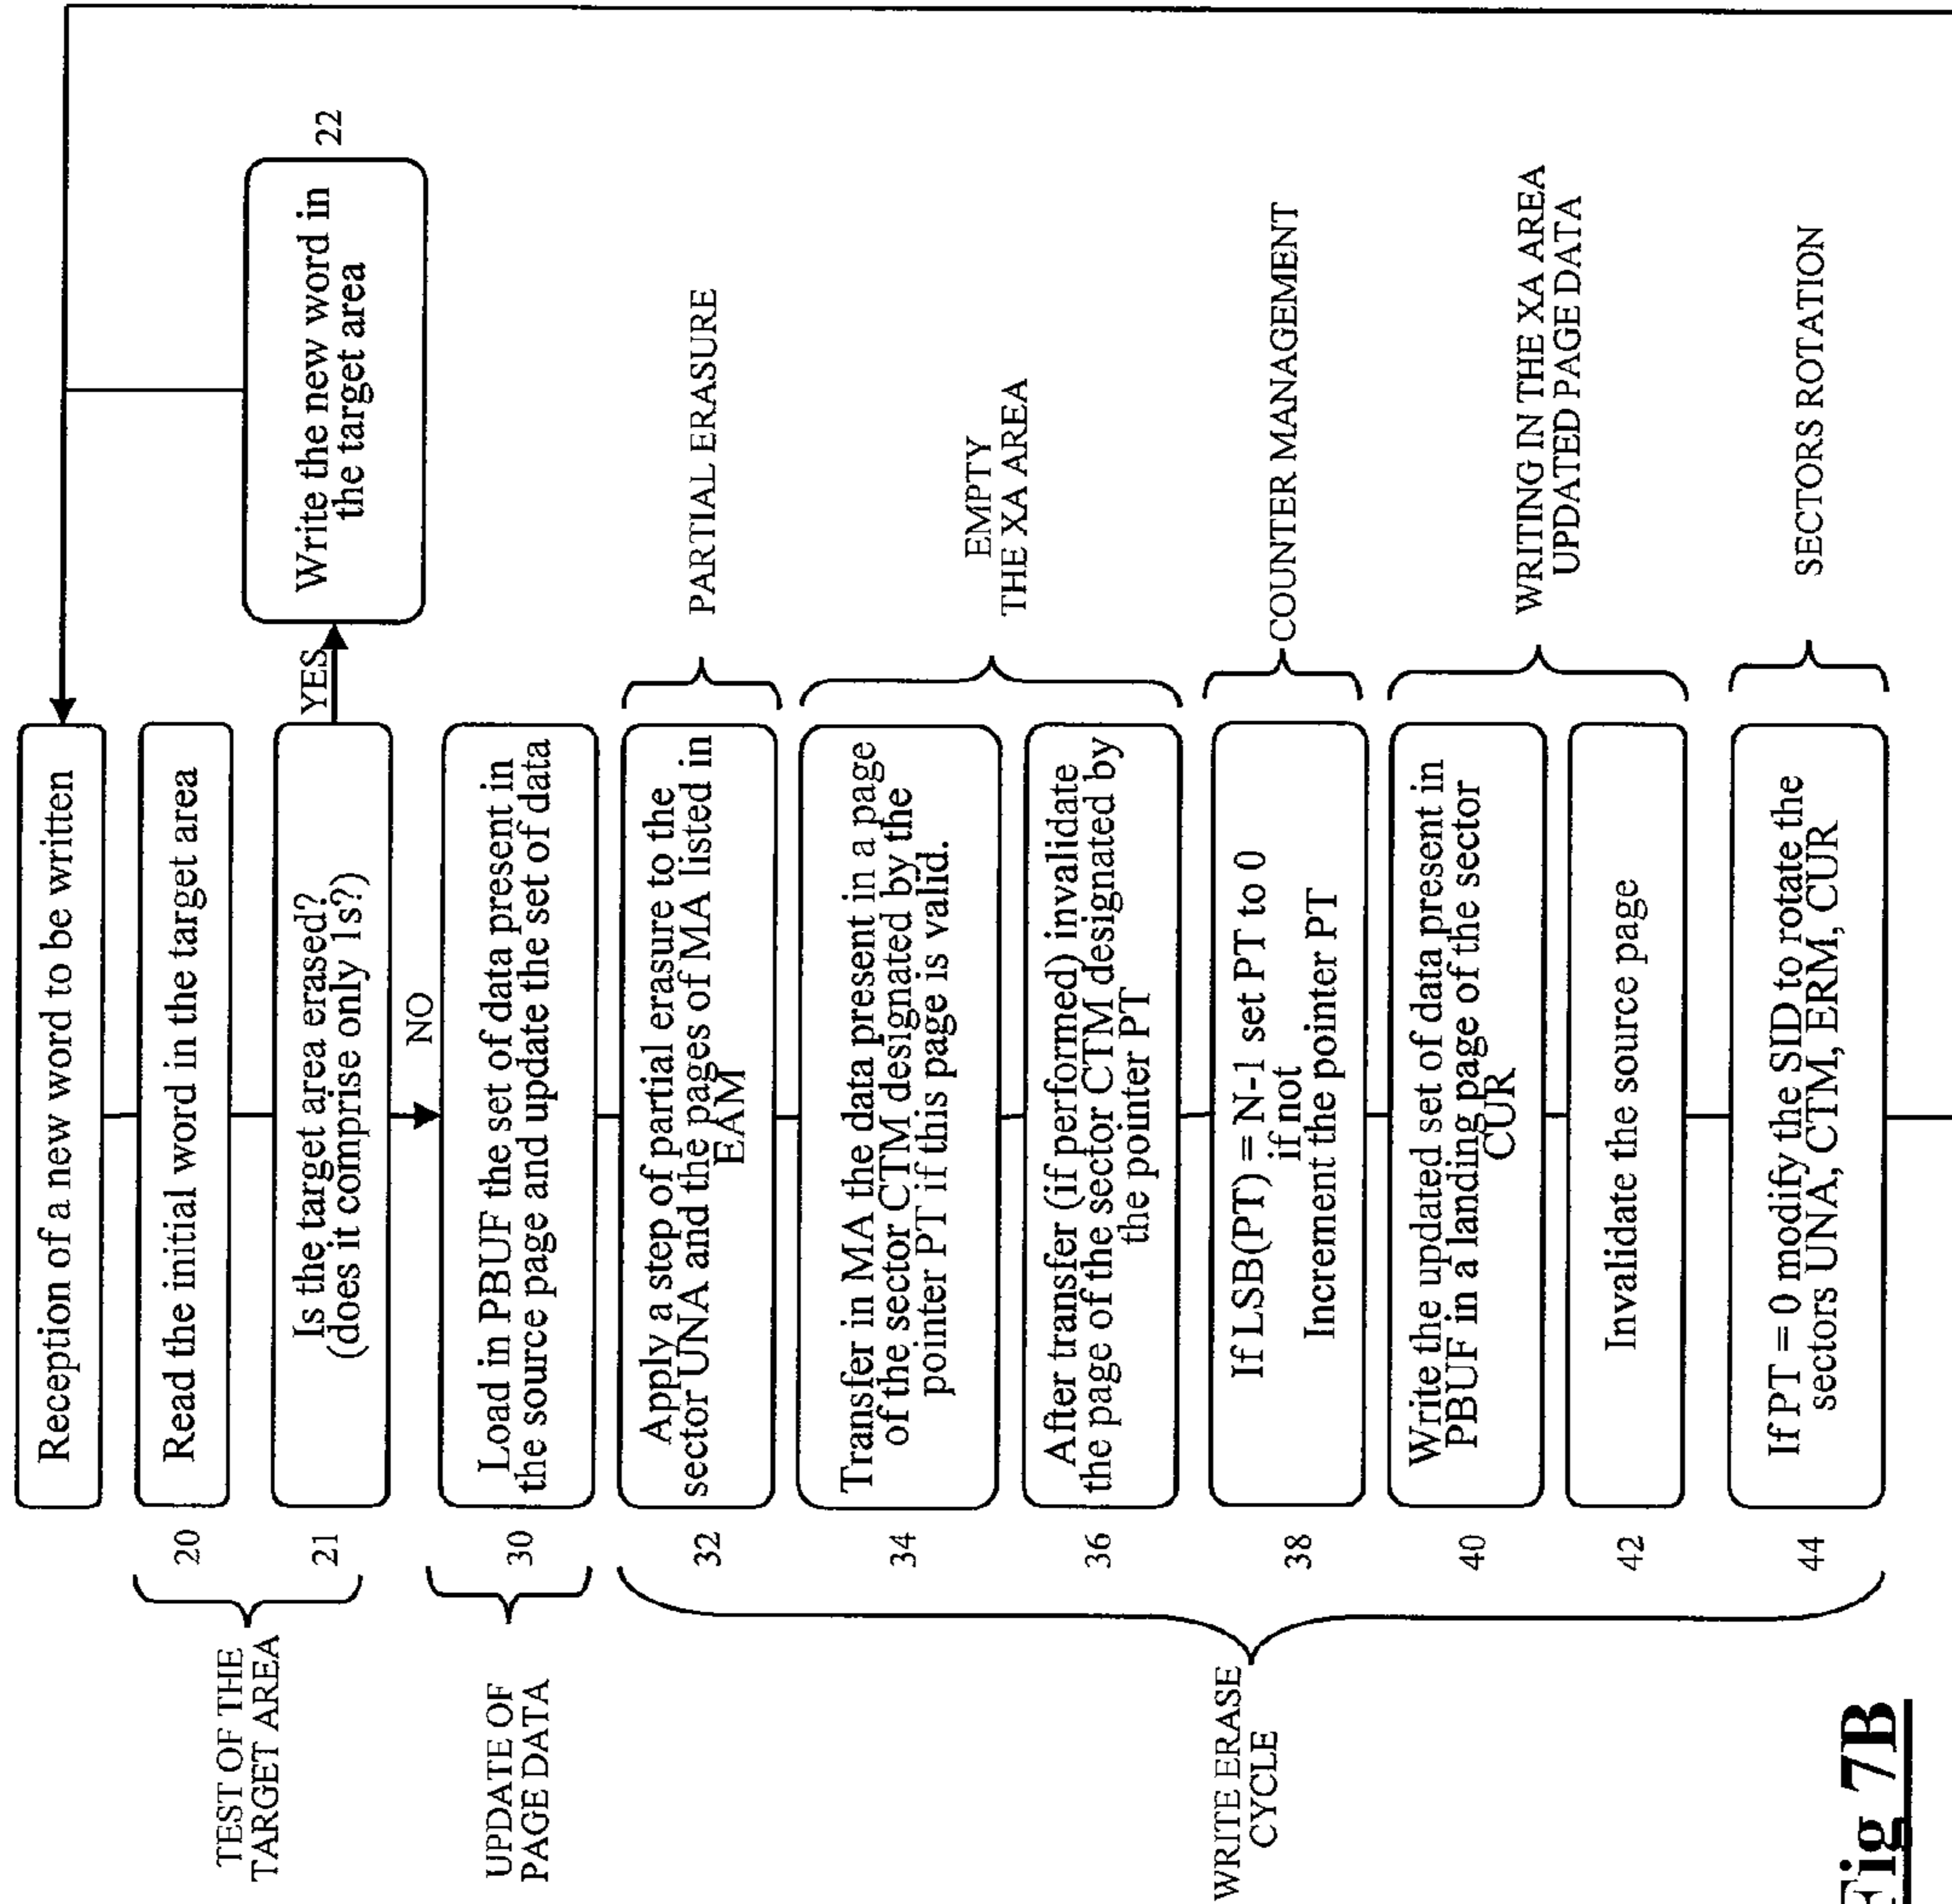 Reception of a new word to be written
TEST OF THE
TARGET AREA
20
Read the initial word in the target area
21
Is the target area erased?
(does it comprise only 1s?)
YES
Write the new word in
the target area
22
NO
UPDATE OF
PAGE DATA
30
Load in PBUF the set of data present in
the source page and update the set of data
WRITE ERASE
CYCLE
32
Apply a step of partial erasure to the
sector UNA and the pages of MA listed in
EAM
PARTIAL ERASURE
34
Transfer in MA the data present in a page
of the sector CTM designated by the
pointer PT if this page is valid.
EMPTY
THE XA AREA
36
After transfer (if performed) invalidate
the page of the sector CTM designated by
the pointer PT
38
If LSB(PT) = N-1 set PT to 0
if not
Increment the pointer PT
COUNTER MANAGEMENT
40
Write the updated set of data present in
PBUF in a landing page of the sector
CUR
WRITING IN THE XA AREA
UPDATED PAGE DATA
42
Invalidate the source page
44
If PT = 0 modify the SID to rotate the
sectors UNA, CTM, ERM, CUR
SECTORS ROTATION
Fig 7B